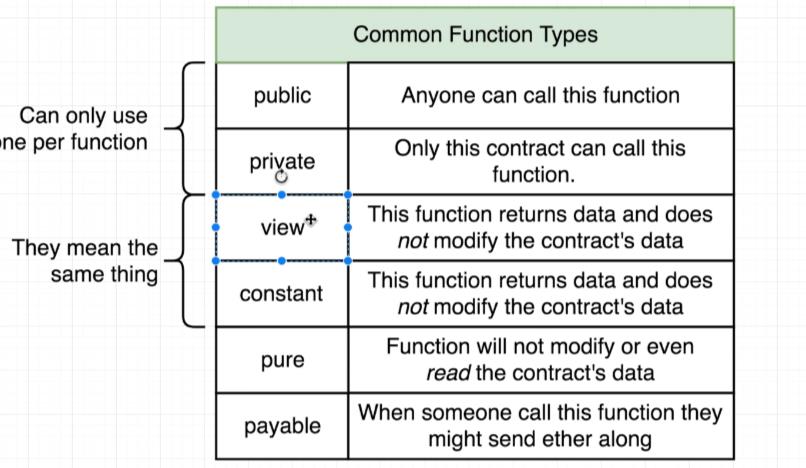 Common Function Types
public
Anyone can call this function
Can only use
one per function
private
Only this contract can call this
function.
view
This function returns data and does
not modify the contract's data
They mean the
same thing
constant
This function returns data and does
not modify the contract's data
pure
Function will not modify or even
read the contract's data
payable
When someone call this function they
might send ether along